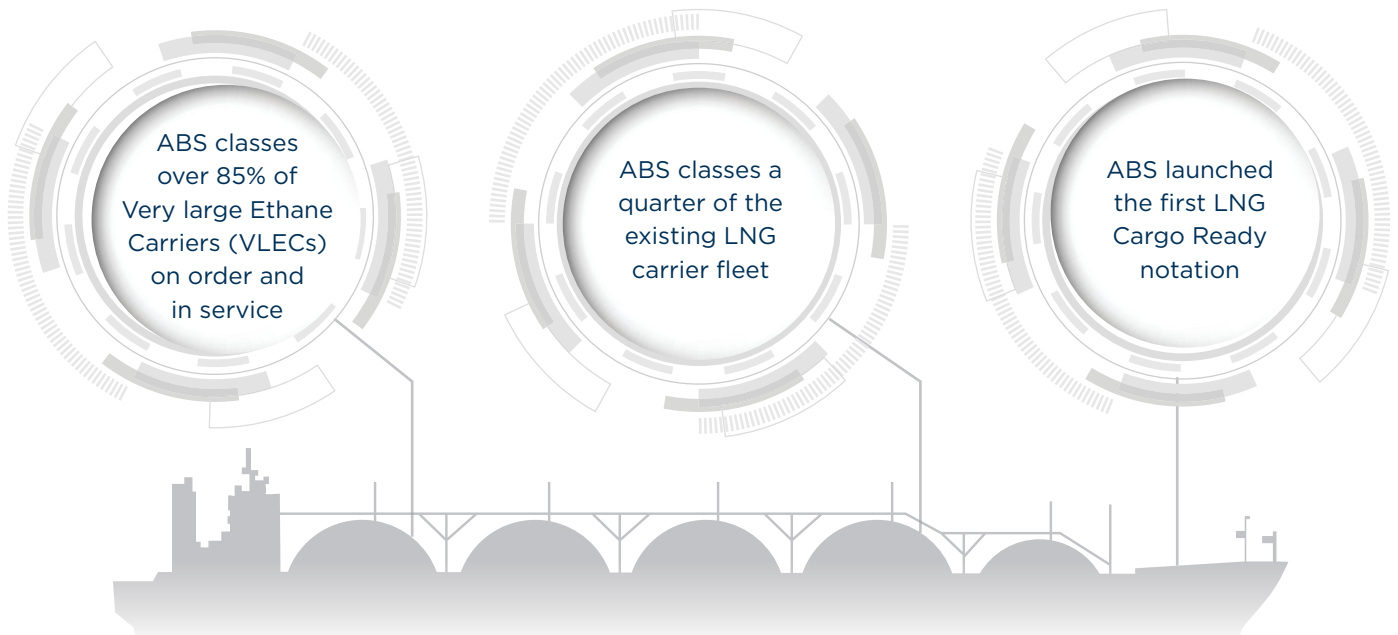 ABS classes
over 85% of
Very large Ethane
Carriers (VLECs)
on order and
in service
ABS classes a
quarter of the
existing LNG
carrier fleet
ABS launched
the first LNG
Cargo Ready
notation